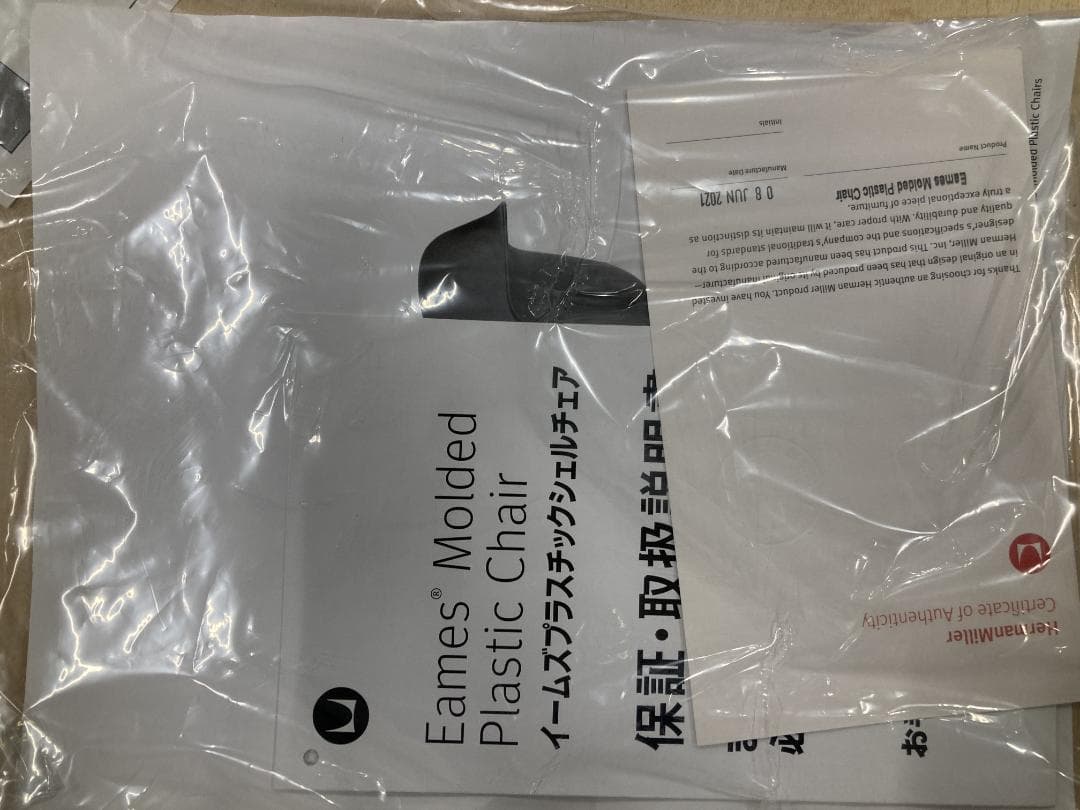 Eames® Molded
Plastic Chair
イームズプラスチックシェルチェア
保証・取扱説明書
お
HermanMiller
Certificate of Authenticity
Thanks for choosing an authentic Herman Miller product. You have invested
in an original design that has been produced by its original manufacturer—
Herman Miller, Inc. This product has been manufactured according to the
designer's specifications and the company's traditional standards for
quality and durability. With proper care, it will maintain its distinction as
a truly exceptional piece of furniture.
Eames Molded Plastic Chair
Product Name
08 JUN 2021
Manufacture Date
Initials
Molded Plastic Chairs